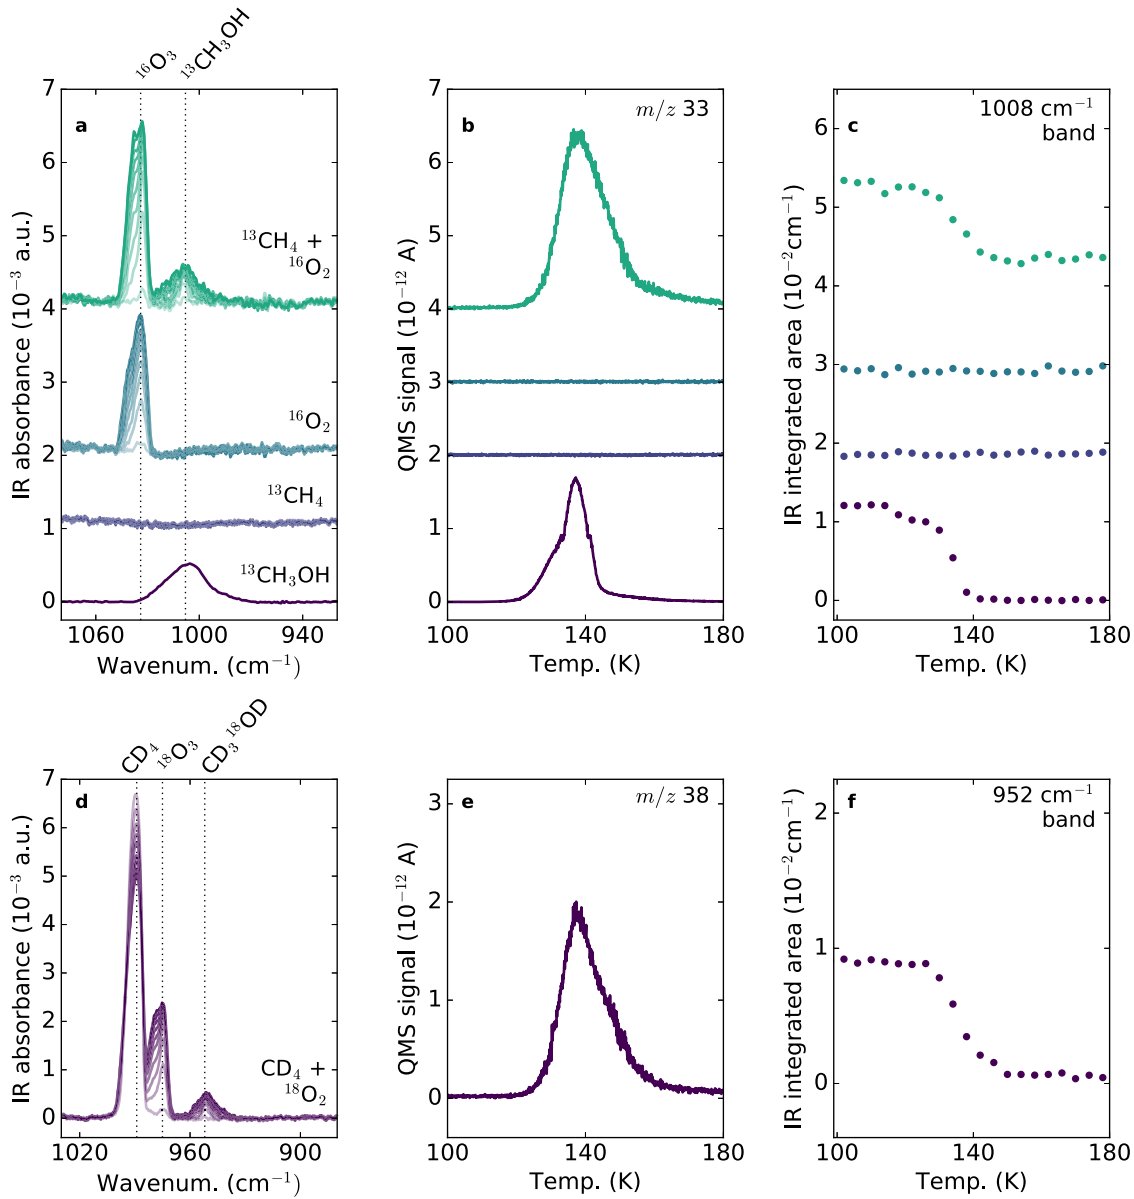 ¹⁶O₃
¹³CH₃OH
7
6
5
4
3
2
1
0
IR absorbance (10⁻³ a.u.)
a
¹³CH₄ +
¹⁶O₂
¹⁶O₂
¹³CH₄
¹³CH₃OH
1060
1000
940
Wavenum. (cm⁻¹)
7
6
5
4
3
2
1
0
QMS signal (10⁻¹² A)
b
m/z 33
100
140
180
Temp. (K)
6
5
4
3
2
1
0
IR integrated area (10⁻²cm⁻¹)
c
1008 cm⁻¹
band
100
140
180
Temp. (K)
CD₄
¹⁸O₃
CD₃¹⁸OD
7
6
5
4
3
2
1
0
IR absorbance (10⁻³ a.u.)
d
CD₄ +
¹⁸O₂
1020
960
900
Wavenum. (cm⁻¹)
3
2
1
0
QMS signal (10⁻¹² A)
e
m/z 38
100
140
180
Temp. (K)
2
1
0
IR integrated area (10⁻²cm⁻¹)
f
952 cm⁻¹
band
100
140
180
Temp. (K)